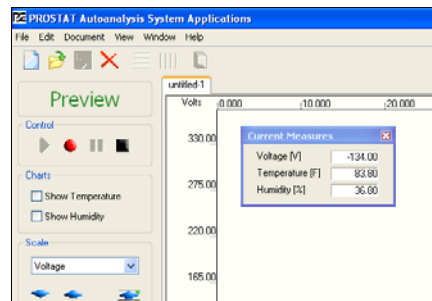 PROSTAT Autoanalysis System Applications
File Edit Document View Window Help
Preview
Control
Charts
Show Temperature
Show Humidity
Scale
Voltage
untitled-1
Volts 0.000 10.000 20.000
330.00
275.00
220.00
165.00
Current Measures
Voltage [V] -134.00
Temperature [F] 83.80
Humidity [%] 36.80